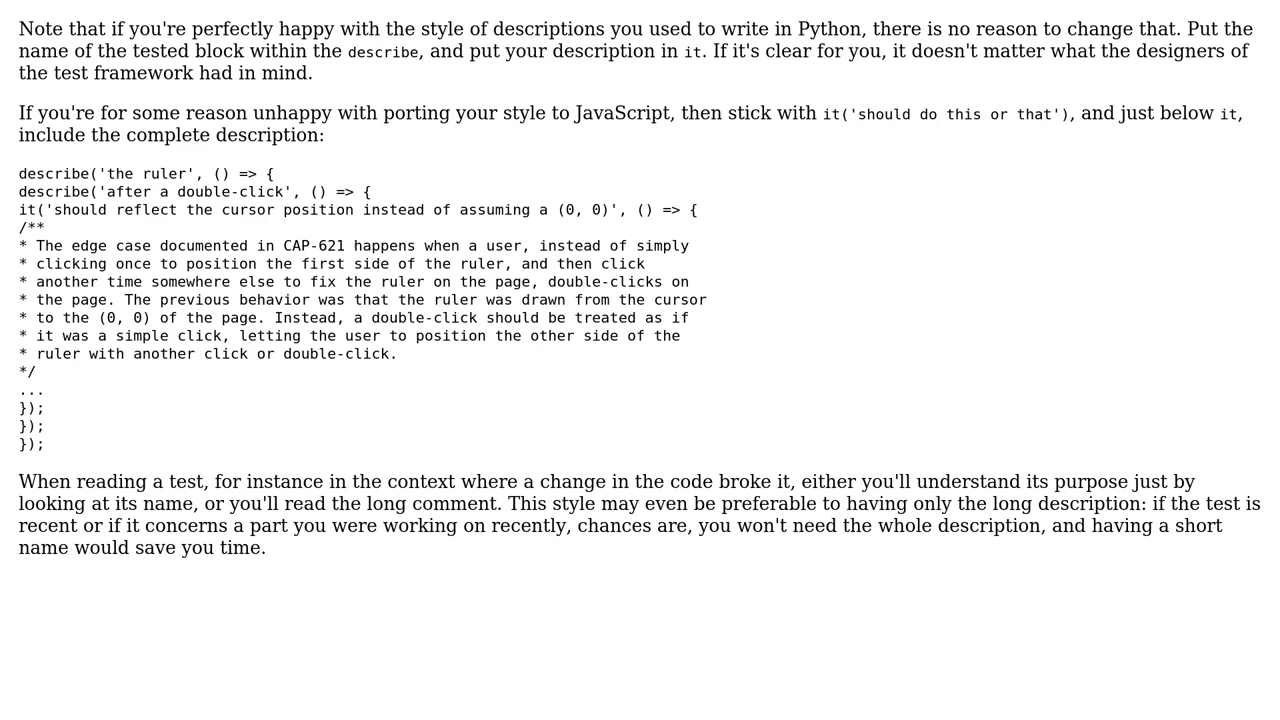 Note that if you're perfectly happy with the style of descriptions you used to write in Python, there is no reason to change that. Put the
name of the tested block within the describe, and put your description in it. If it's clear for you, it doesn't matter what the designers of
the test framework had in mind.
If you're for some reason unhappy with porting your style to JavaScript, then stick with it('should do this or that'), and just below it,
include the complete description:
describe('the ruler', () => {
describe('after a double-click', () => {
it('should reflect the cursor position instead of assuming a (0, 0)', () => {
/**
* The edge case documented in CAP-621 happens when a user, instead of simply
* clicking once to position the first side of the ruler, and then click
* another time somewhere else to fix the ruler on the page, double-clicks on
* the page. The previous behavior was that the ruler was drawn from the cursor
* to the (0, 0) of the page. Instead, a double-click should be treated as if
* it was a simple click, letting the user to position the other side of the
* ruler with another click or double-click.
*/
...
});
});
});
When reading a test, for instance in the context where a change in the code broke it, either you'll understand its purpose just by
looking at its name, or you'll read the long comment. This style may even be preferable to having only the long description: if the test is
recent or if it concerns a part you were working on recently, chances are, you won't need the whole description, and having a short
name would save you time.